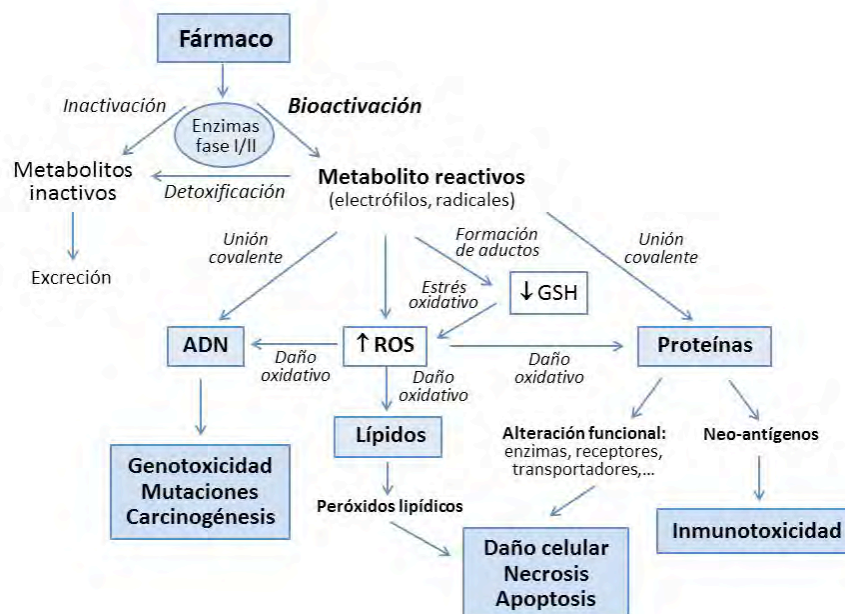 Fármaco
Inactivación
Bioactivación
Enzimas
fase I/II
Metabolitos
inactivos
Detoxificación
Metabolito reactivos
(electrófilos, radicales)
Excreción
Unión
covalente
Formación
de aductos
Unión
covalente
Estrés
oxidativo
↓ GSH
ADN
Daño
oxidativo
↑ ROS
Daño
oxidativo
Daño
oxidativo
Proteínas
Lípidos
Alteración funcional:
enzimas, receptores,
transportadores,...
Neo-antígenos
Genotoxicidad
Mutaciones
Carcinogénesis
Peróxidos lipídicos
Daño celular
Necrosis
Apoptosis
Inmunotoxicidad